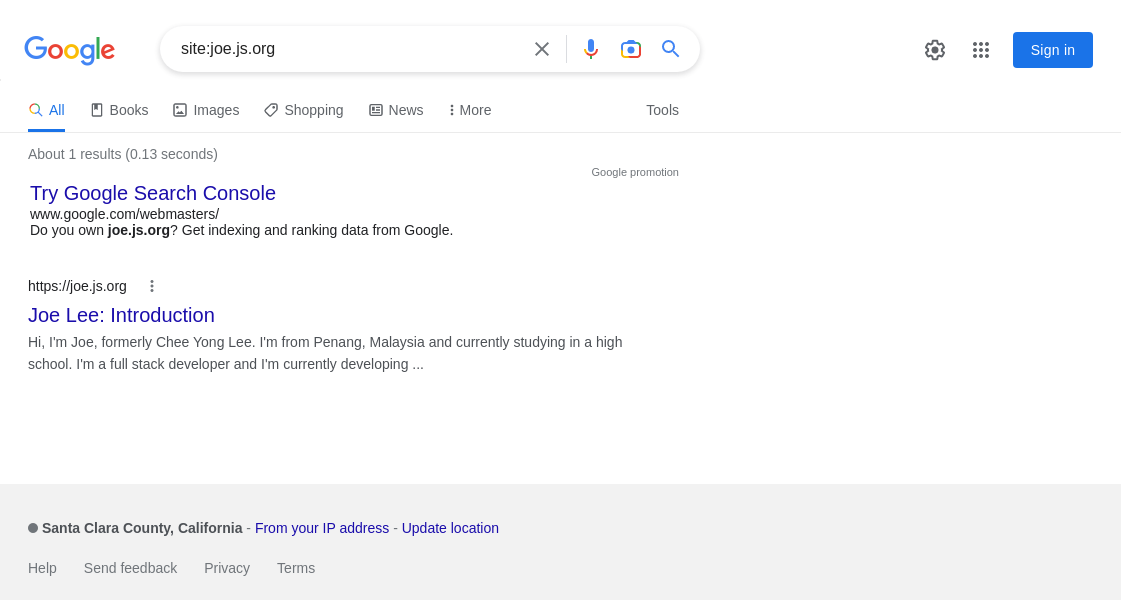 Google
site:joe.js.org
Sign in
All
Books
Images
Shopping
News
More
Tools
About 1 results (0.13 seconds)
Google promotion
Try Google Search Console
www.google.com/webmasters/
Do you own joe.js.org? Get indexing and ranking data from Google.
https://joe.js.org
Joe Lee: Introduction
Hi, I'm Joe, formerly Chee Yong Lee. I'm from Penang, Malaysia and currently studying in a high
school. I'm a full stack developer and I'm currently developing ...
Santa Clara County, California - From your IP address - Update location
Help Send feedback Privacy Terms